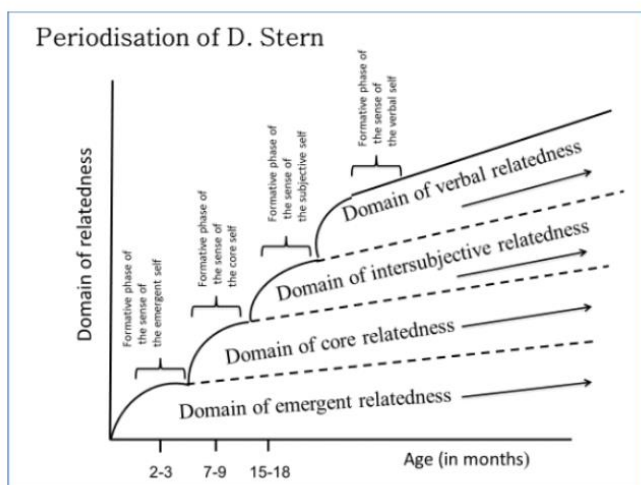 Periodisation of D. Stern
Domain of relatedness
Formative phase of
the sense of
the emergent self
Formative phase of
the sense of
the core self
Formative phase of
the sense of
the subjective self
Formative phase of
the sense of
the verbal self
Domain of verbal relatedness
Domain of intersubjective relatedness
Domain of core relatedness
Domain of emergent relatedness
2-3
7-9
15-18
Age (in months)